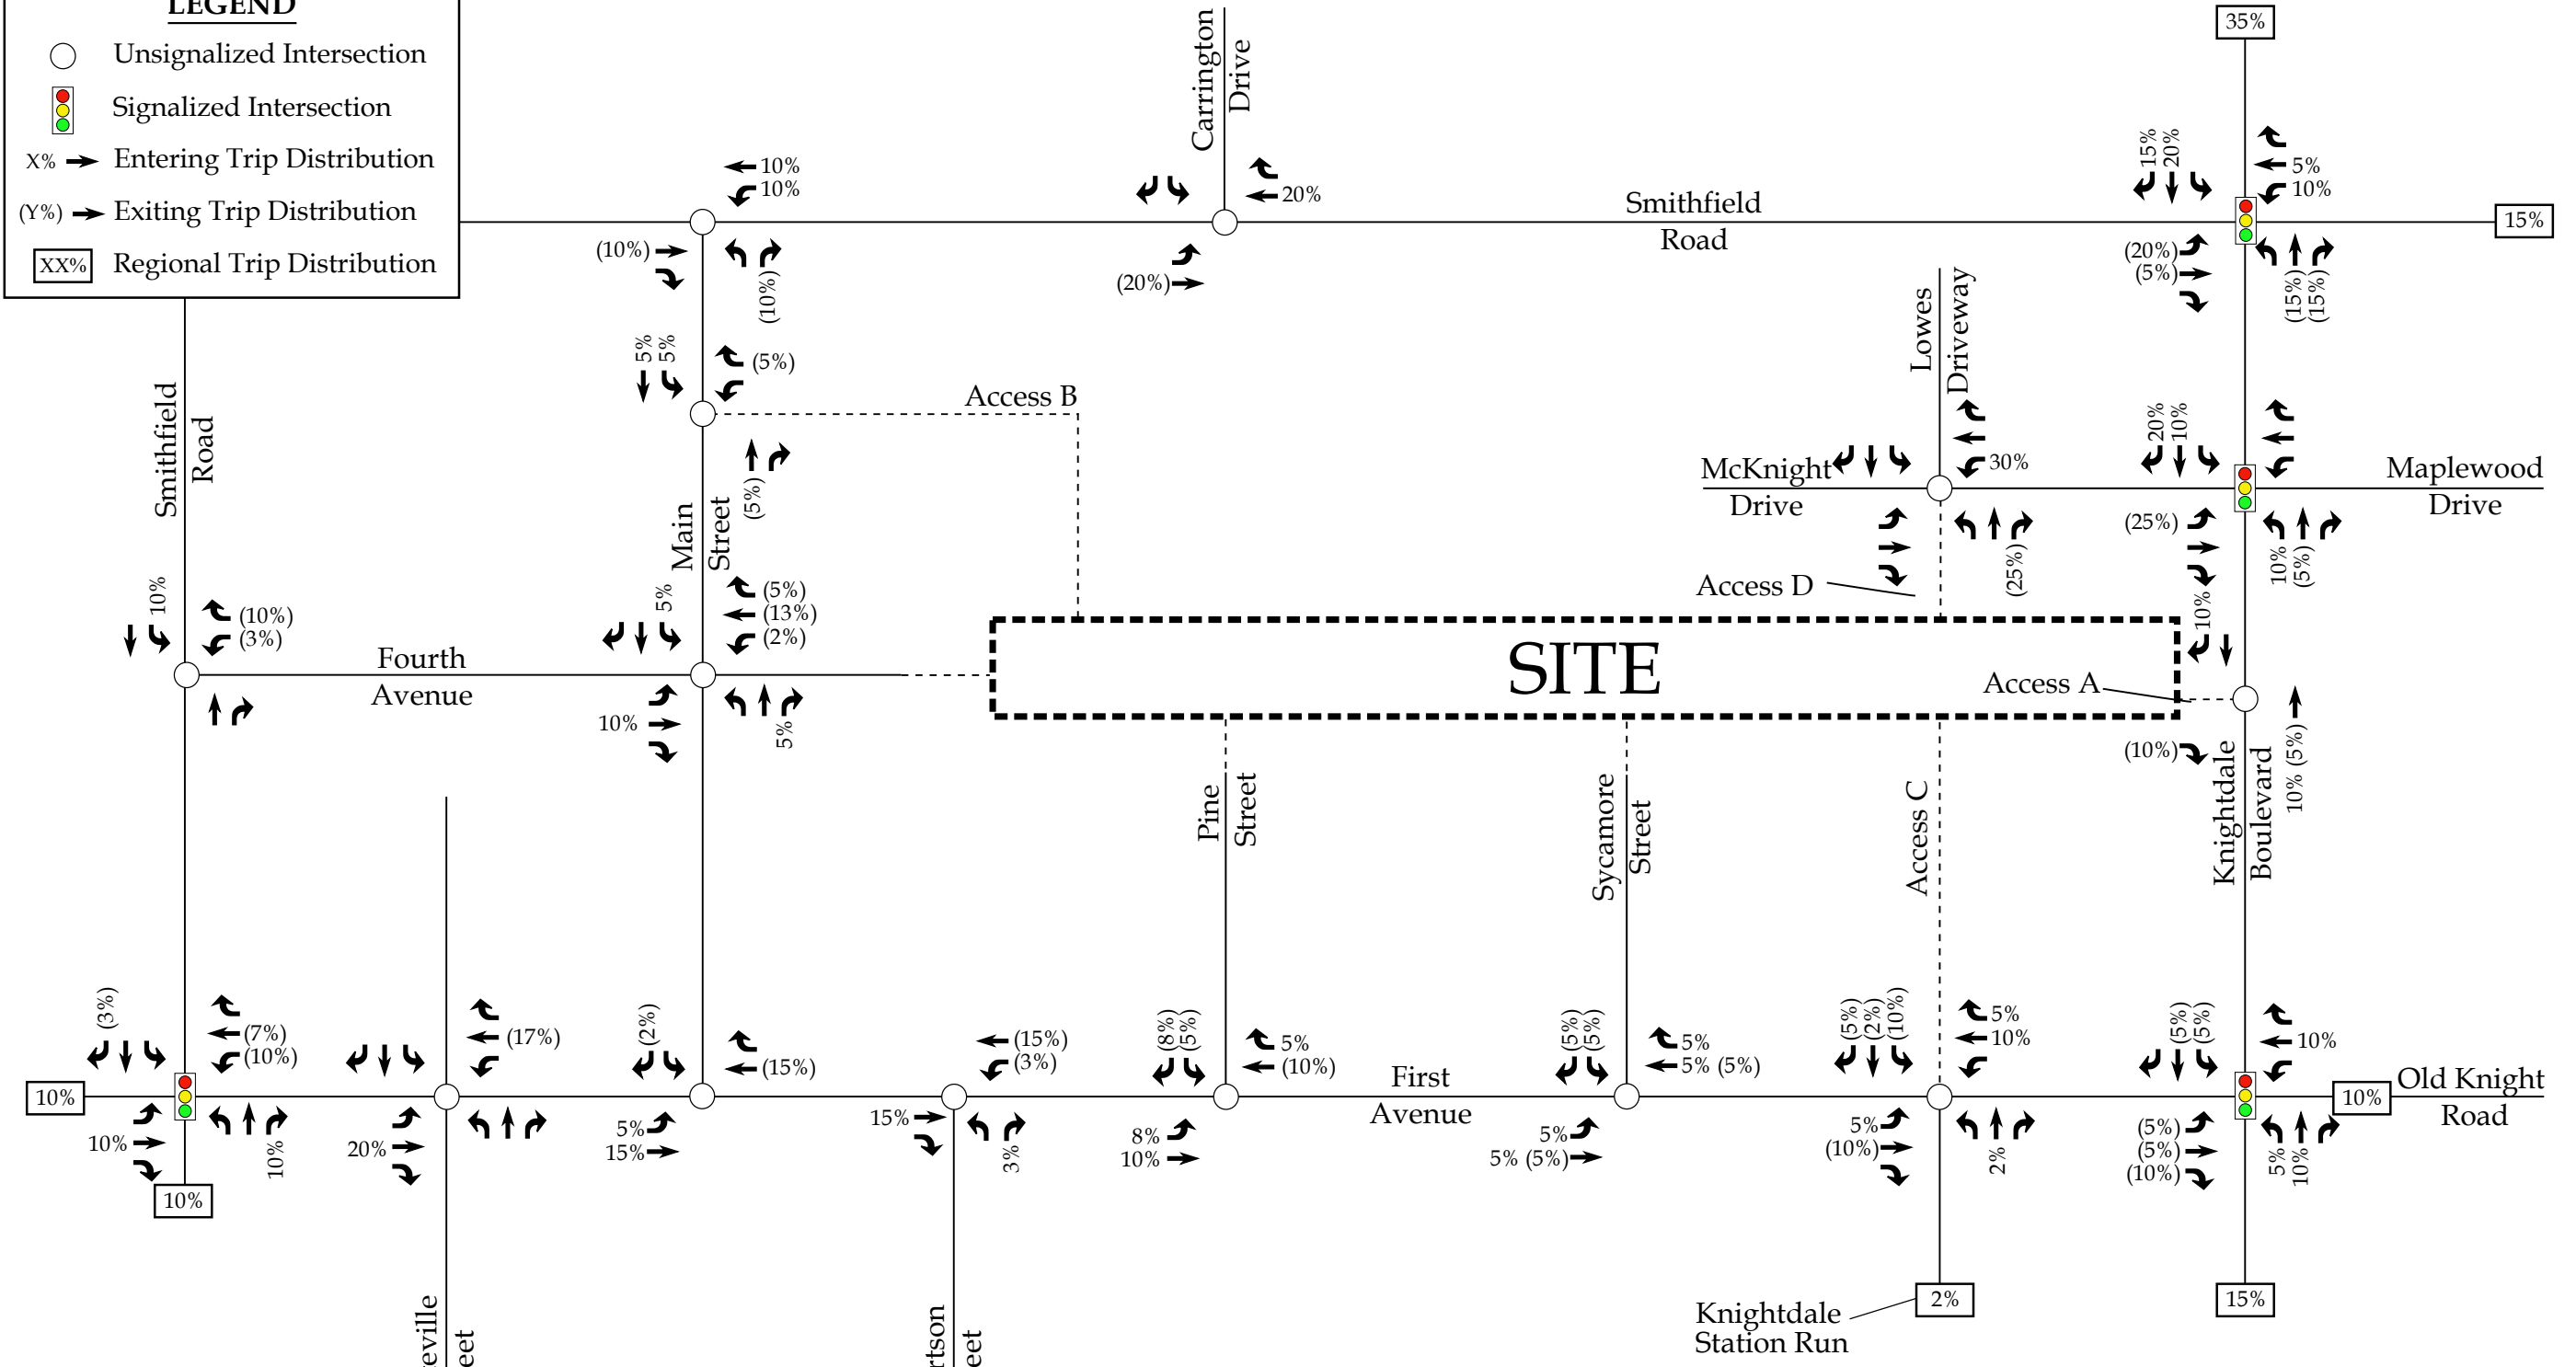 LEGEND
Unsignalized Intersection
Signalized Intersection
X% Entering Trip Distribution
(Y%) Exiting Trip Distribution
XX% Regional Trip Distribution
Carrington
Drive
35%
10%
10%
20%
15%
20%
5%
10%
Smithfield
Road
15%
(10%)
(10%)
(20%)
(20%)
(5%)
(15%)
(15%)
5%
5%
(5%)
Access B
(5%)
Lowes
Driveway
McKnight
Drive
30%
20%
10%
Maplewood
Drive
(25%)
(25%)
10%
(5%)
Access D
Smithfield
Road
Main
Street
10%
(10%)
(3%)
Fourth
Avenue
5%
(5%)
(13%)
(2%)
10%
5%
SITE
10%
Access A
(10%)
10% (5%)
Knightdale
Boulevard
Pine
Street
Sycamore
Street
Access C
(3%)
(7%)
(10%)
10%
10%
10%
10%
(17%)
20%
(2%)
(15%)
5%
15%
(15%)
(3%)
15%
3%
(8%)
(5%)
5%
(10%)
8%
10%
First
Avenue
(5%)
(5%)
5%
5% (5%)
5%
5% (5%)
(5%)
(2%)
(10%)
5%
10%
5%
(10%)
2%
(5%)
(5%)
10%
10%
Old Knight
Road
(5%)
(5%)
(10%)
5%
10%
eville
eet
rtson
eet
Knightdale
Station Run
2%
15%